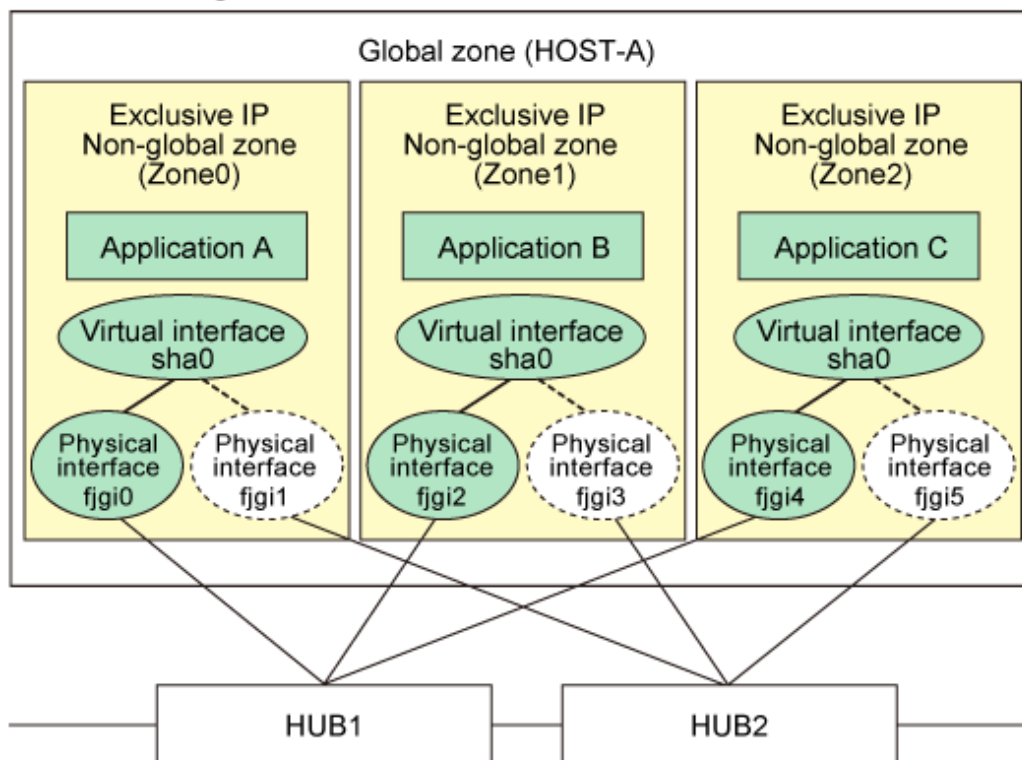 Global zone (HOST-A)
Exclusive IP
Non-global zone
(Zone0)
Application A
Virtual interface
sha0
Physical
interface
fjgi0
Physical
interface
fjgi1
Exclusive IP
Non-global zone
(Zone1)
Application B
Virtual interface
sha0
Physical
interface
fjgi2
Physical
interface
fjgi3
Exclusive IP
Non-global zone
(Zone2)
Application C
Virtual interface
sha0
Physical
interface
fjgi4
Physical
interface
fjgi5
HUB1
HUB2